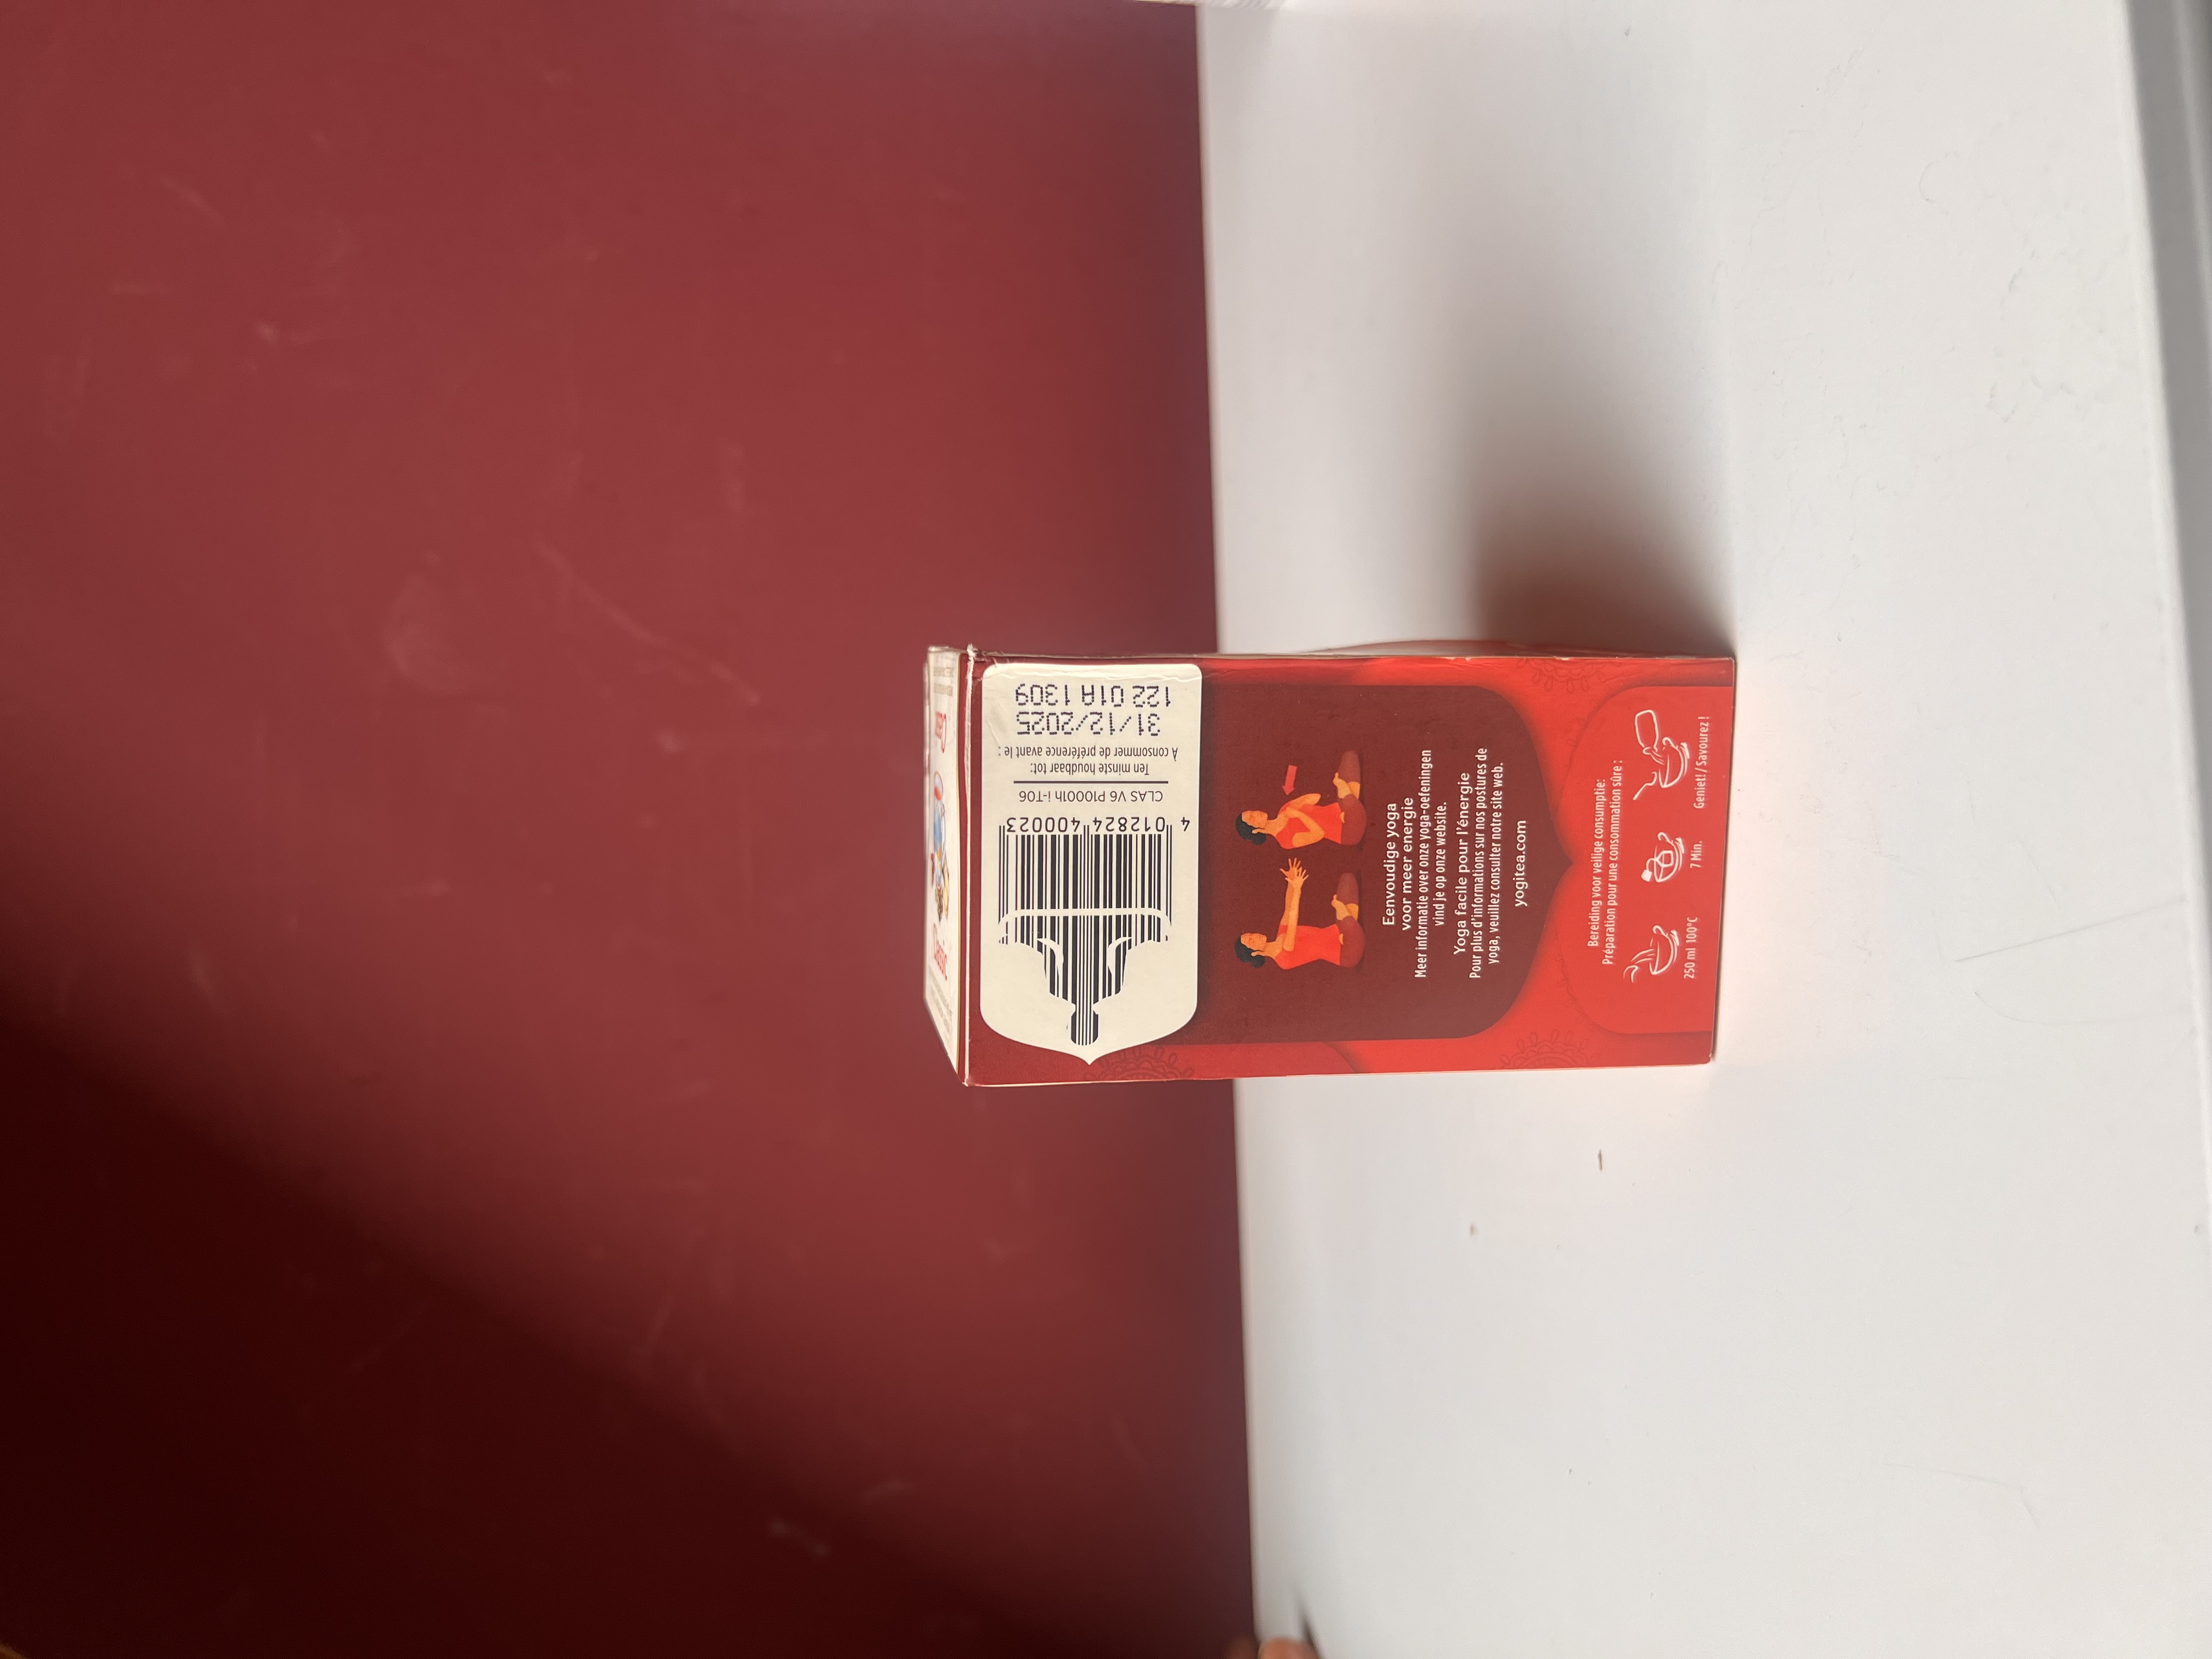 4 012824 400023
CLAS V6 P10001h i-T06
Ten minste houdbaar tot:
À consommer de préférence avant le :
31/12/2025
122 01A 1309
Eenvoudige yoga
voor meer energie
Meer informatie over onze yoga-oefeningen
vind je op onze website.
Yoga facile pour l'énergie
Pour plus d'informations sur nos postures de
yoga, veuillez consulter notre site web.
yogitea.com
Bereiding voor veilige consumptie:
Préparation pour une consommation sûre :
250 ml 100°C
7 Min.
Geniet! / Savourez !